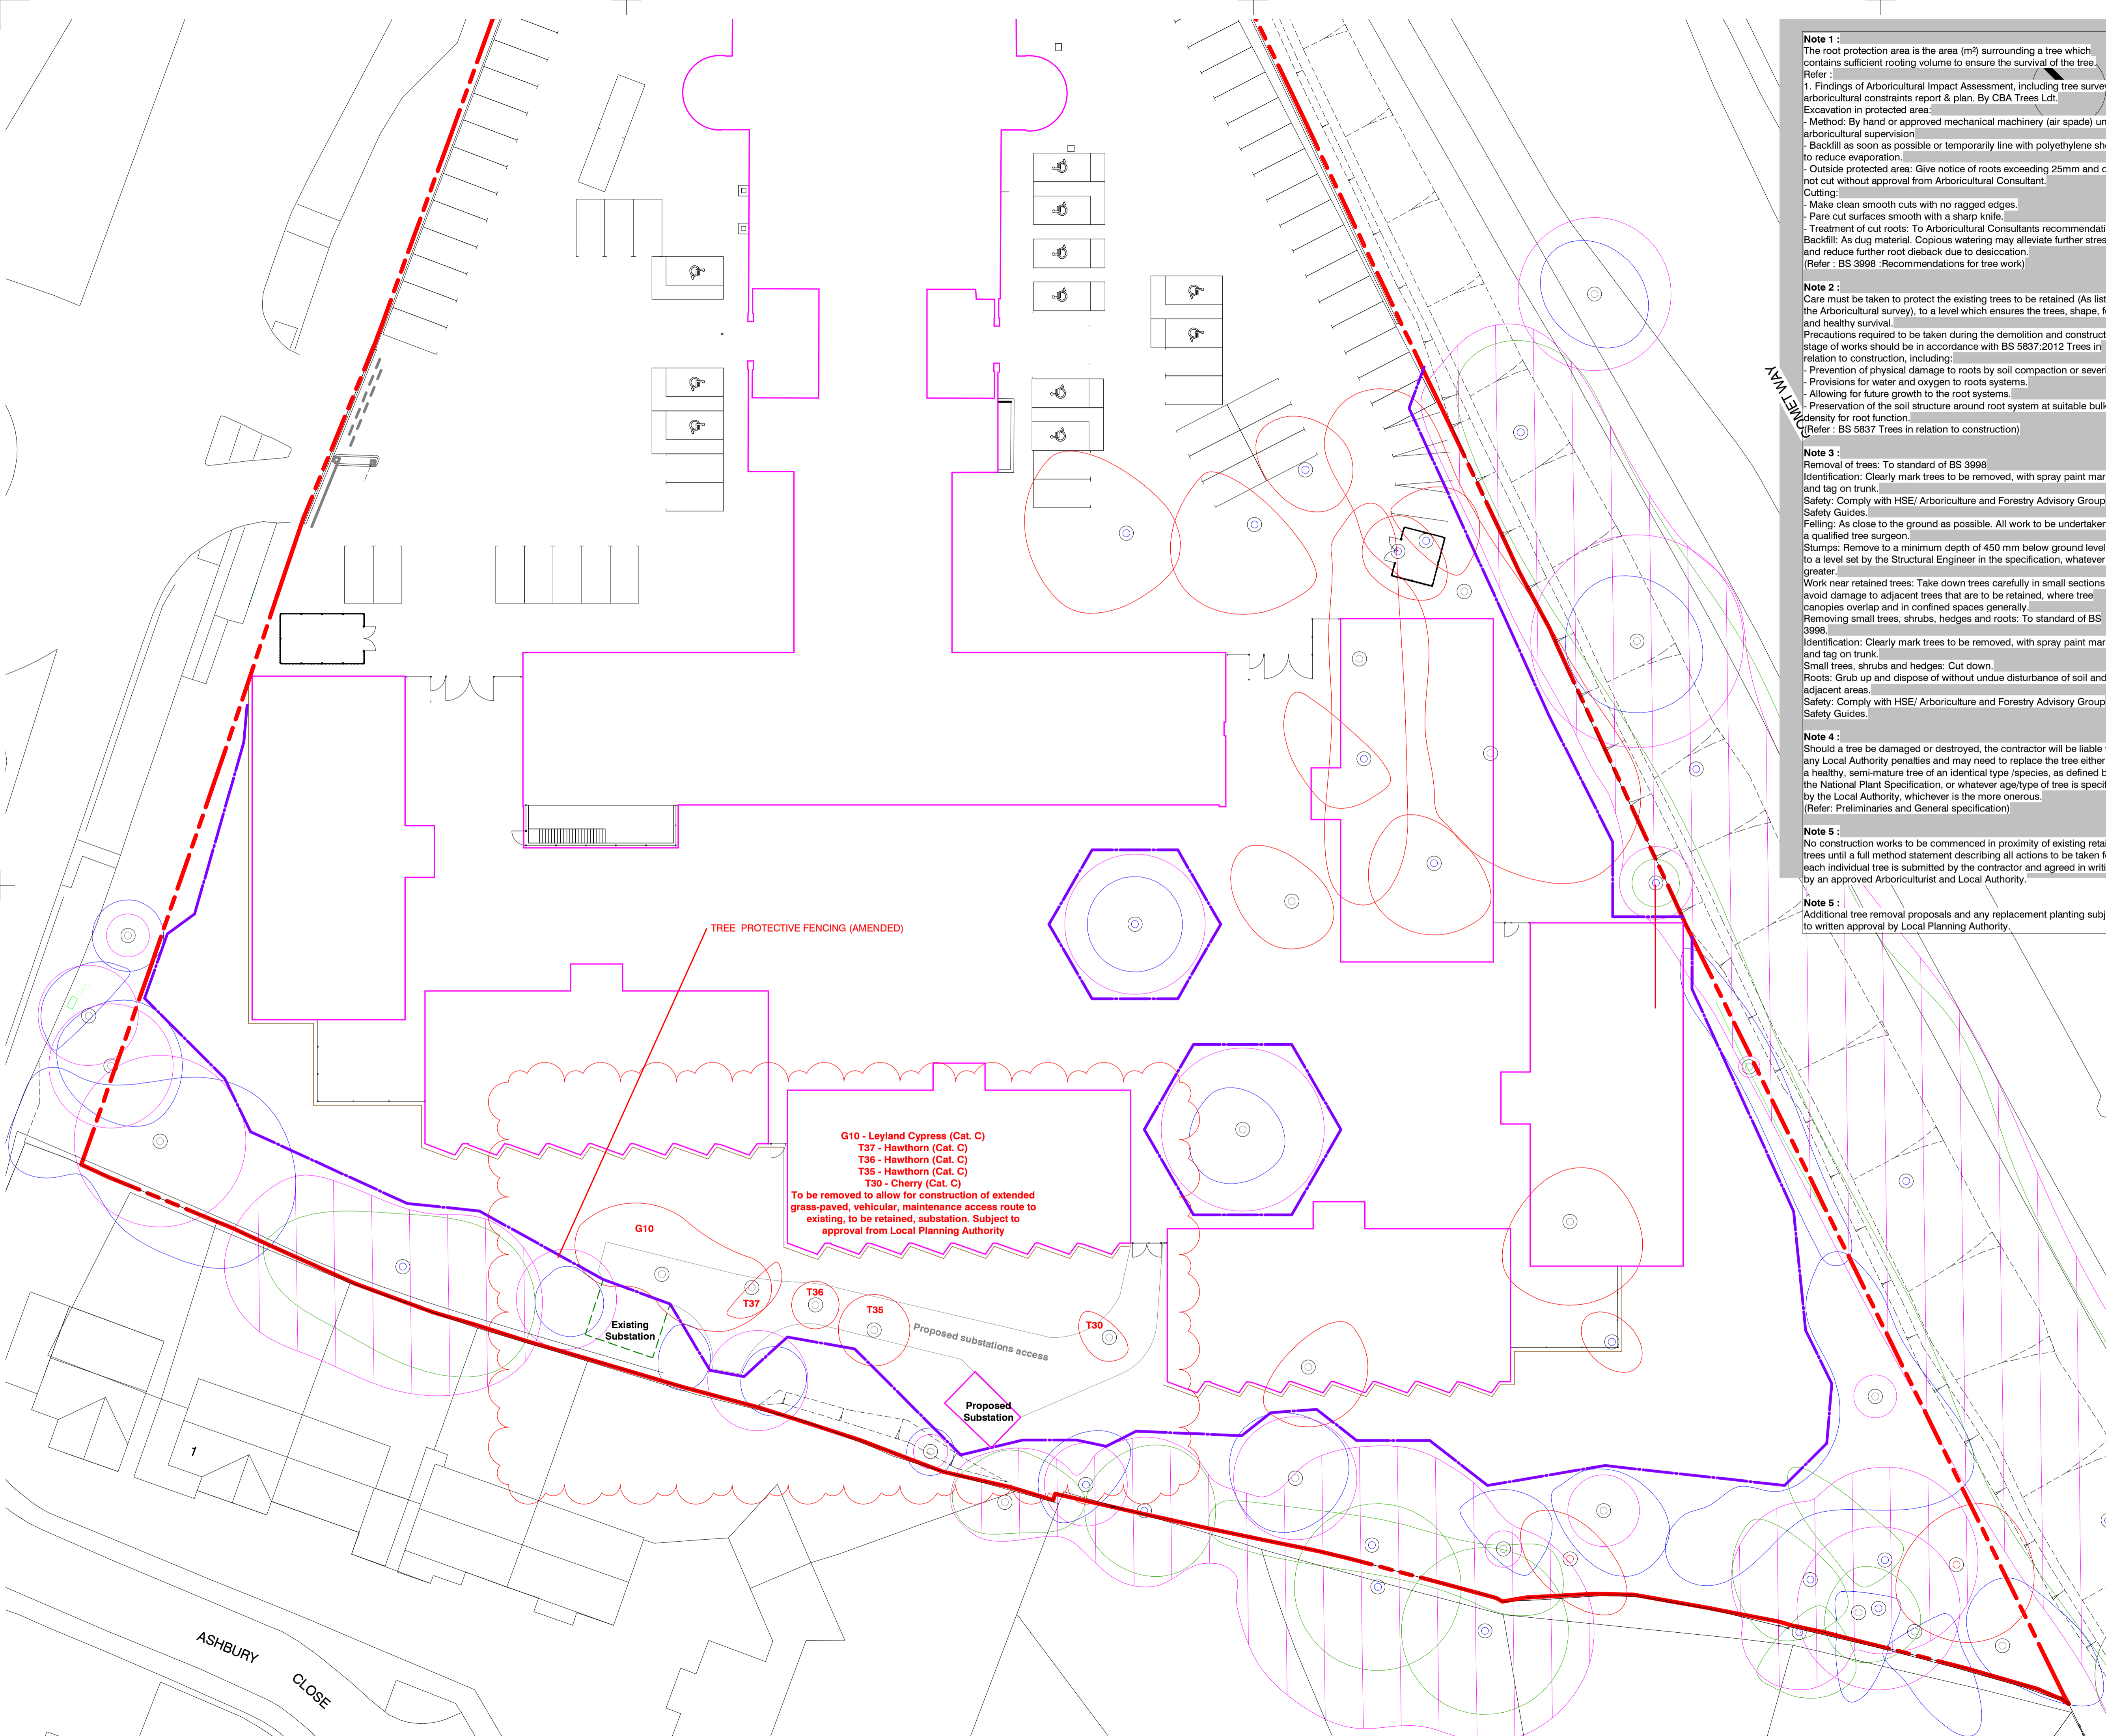 Note 1 :
The root protection area is the area (m²) surrounding a tree which
contains sufficient rooting volume to ensure the survival of the tree.
Refer :
1. Findings of Arboricultural Impact Assessment, including tree surve
arboricultural constraints report & plan. By CBA Trees Ldt.
Excavation in protected area:
- Method: By hand or approved mechanical machinery (air spade) un
arboricultural supervision
- Backfill as soon as possible or temporarily line with polyethylene sh
to reduce evaporation.
- Outside protected area: Give notice of roots exceeding 25mm and
not cut without approval from Arboricultural Consultant.
Cutting:
- Make clean smooth cuts with no ragged edges.
- Pare cut surfaces smooth with a sharp knife.
- Treatment of cut roots: To Arboricultural Consultants recommendati
Backfill: As dug material. Copious watering may alleviate further stres
and reduce further root dieback due to desiccation.
(Refer : BS 3998 :Recommendations for tree work)
Note 2 :
Care must be taken to protect the existing trees to be retained (As list
the Arboricultural survey), to a level which ensures the trees, shape, f
and healthy survival.
Precautions required to be taken during the demolition and construct
stage of works should be in accordance with BS 5837:2012 Trees in
relation to construction, including:
- Prevention of physical damage to roots by soil compaction or severi
- Provisions for water and oxygen to roots systems.
- Allowing for future growth to the root systems.
- Preservation of the soil structure around root system at suitable bulk
density for root function.
(Refer : BS 5837 Trees in relation to construction)
Note 3 :
Removal of trees: To standard of BS 3998
Identification: Clearly mark trees to be removed, with spray paint mar
and tag on trunk.
Safety: Comply with HSE/ Arboriculture and Forestry Advisory Group
Safety Guides.
Felling: As close to the ground as possible. All work to be undertaken
a qualified tree surgeon.
Stumps: Remove to a minimum depth of 450 mm below ground level
to a level set by the Structural Engineer in the specification, whatever
greater.
Work near retained trees: Take down trees carefully in small sections
avoid damage to adjacent trees that are to be retained, where tree
canopies overlap and in confined spaces generally.
Removing small trees, shrubs, hedges and roots: To standard of BS
3998.
Identification: Clearly mark trees to be removed, with spray paint mar
and tag on trunk.
Small trees, shrubs and hedges: Cut down.
Roots: Grub up and dispose of without undue disturbance of soil and
adjacent areas.
Safety: Comply with HSE/ Arboriculture and Forestry Advisory Group
Safety Guides.
Note 4 :
Should a tree be damaged or destroyed, the contractor will be liable
any Local Authority penalties and may need to replace the tree either
a healthy, semi-mature tree of an identical type /species, as defined b
the National Plant Specification, or whatever age/type of tree is specif
by the Local Authority, whichever is the more onerous.
(Refer: Preliminaries and General specification)
Note 5 :
No construction works to be commenced in proximity of existing retai
trees until a full method statement describing all actions to be taken f
each individual tree is submitted by the contractor and agreed in writi
by an approved Arboriculturist and Local Authority.
Note 5 :
Additional tree removal proposals and any replacement planting subj
to written approval by Local Planning Authority.
COMET WAY
TREE PROTECTIVE FENCING (AMENDED)
G10 - Leyland Cypress (Cat. C)
T37 - Hawthorn (Cat. C)
T36 - Hawthorn (Cat. C)
T35 - Hawthorn (Cat. C)
T30 - Cherry (Cat. C)
To be removed to allow for construction of extended
grass-paved, vehicular, maintenance access route to
existing, to be retained, substation. Subject to
approval from Local Planning Authority
G10
T37
T36
T35
T30
Existing
Substation
Proposed substations access
Proposed
Substation
1
ASHBURY
CLOSE